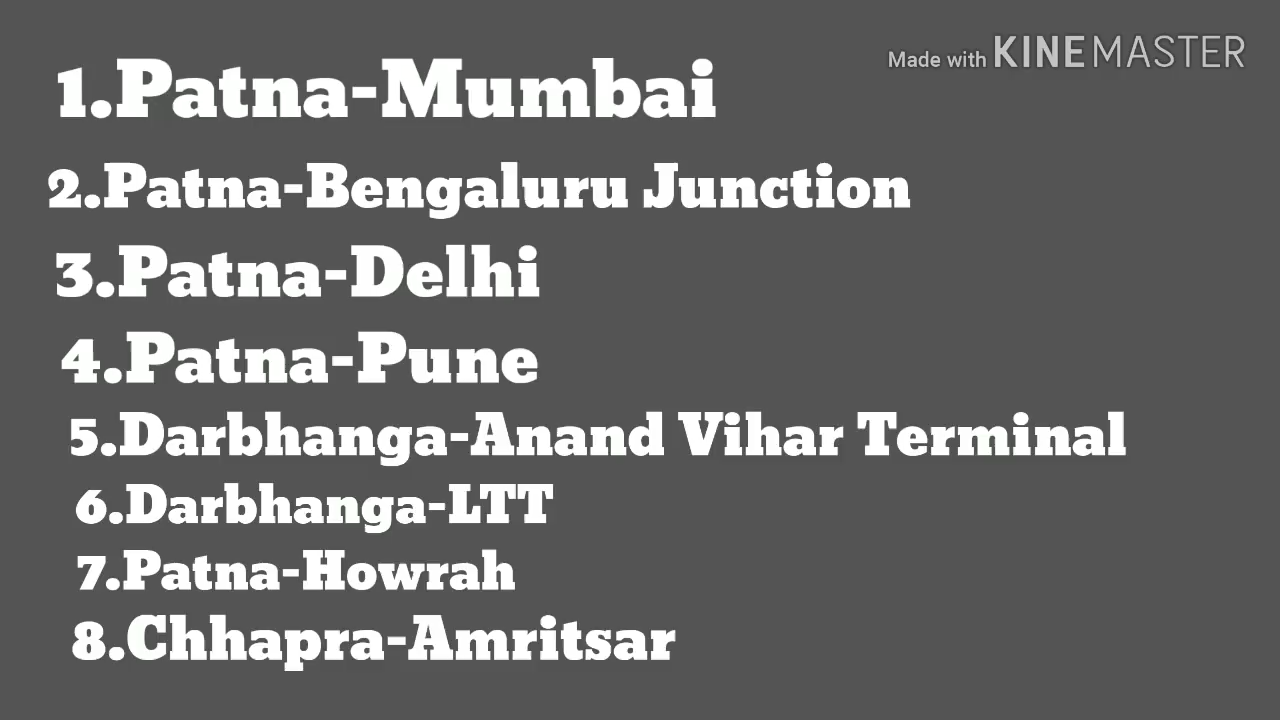 Made with KINEMASTER
1.Patna-Mumbai
2.Patna-Bengaluru Junction
3.Patna-Delhi
4.Patna-Pune
5.Darbhanga-Anand Vihar Terminal
6.Darbhanga-LTT
7.Patna-Howrah
8.Chhapra-Amritsar